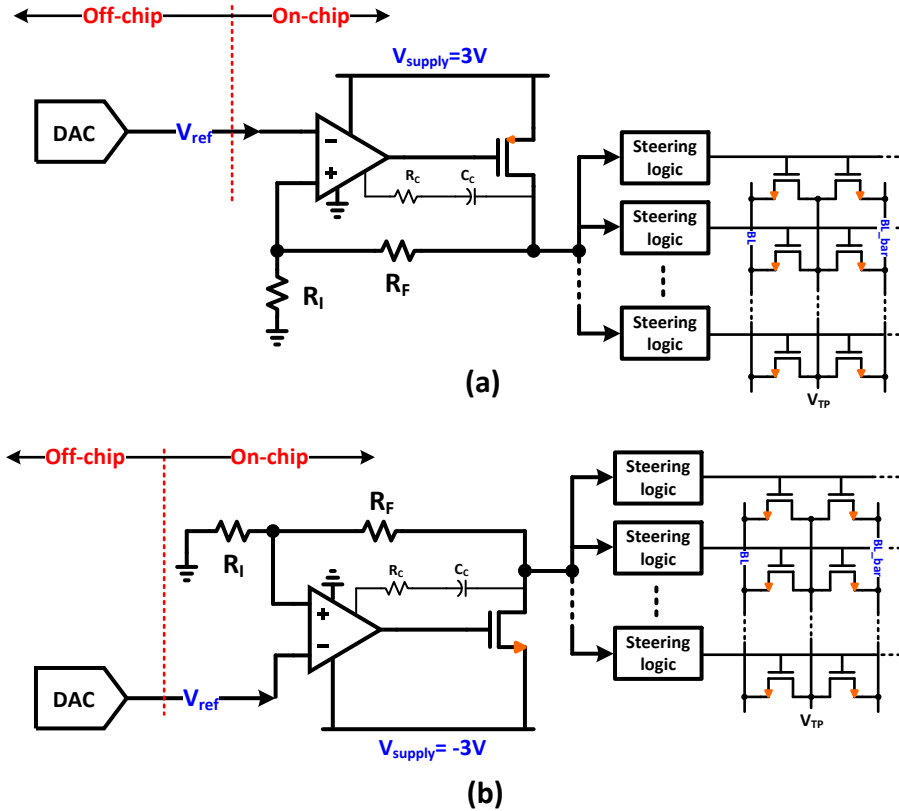 Off-chip On-chip
V_supply=3V
DAC
V_ref
−
+
R_C
C_C
R_F
R_I
Steering
logic
Steering
logic
Steering
logic
BL
BL_bar
V_TP
(a)
Off-chip On-chip
R_F
R_I
R_C
C_C
+
−
DAC
V_ref
V_supply= -3V
Steering
logic
Steering
logic
Steering
logic
BL
BL_bar
V_TP
(b)